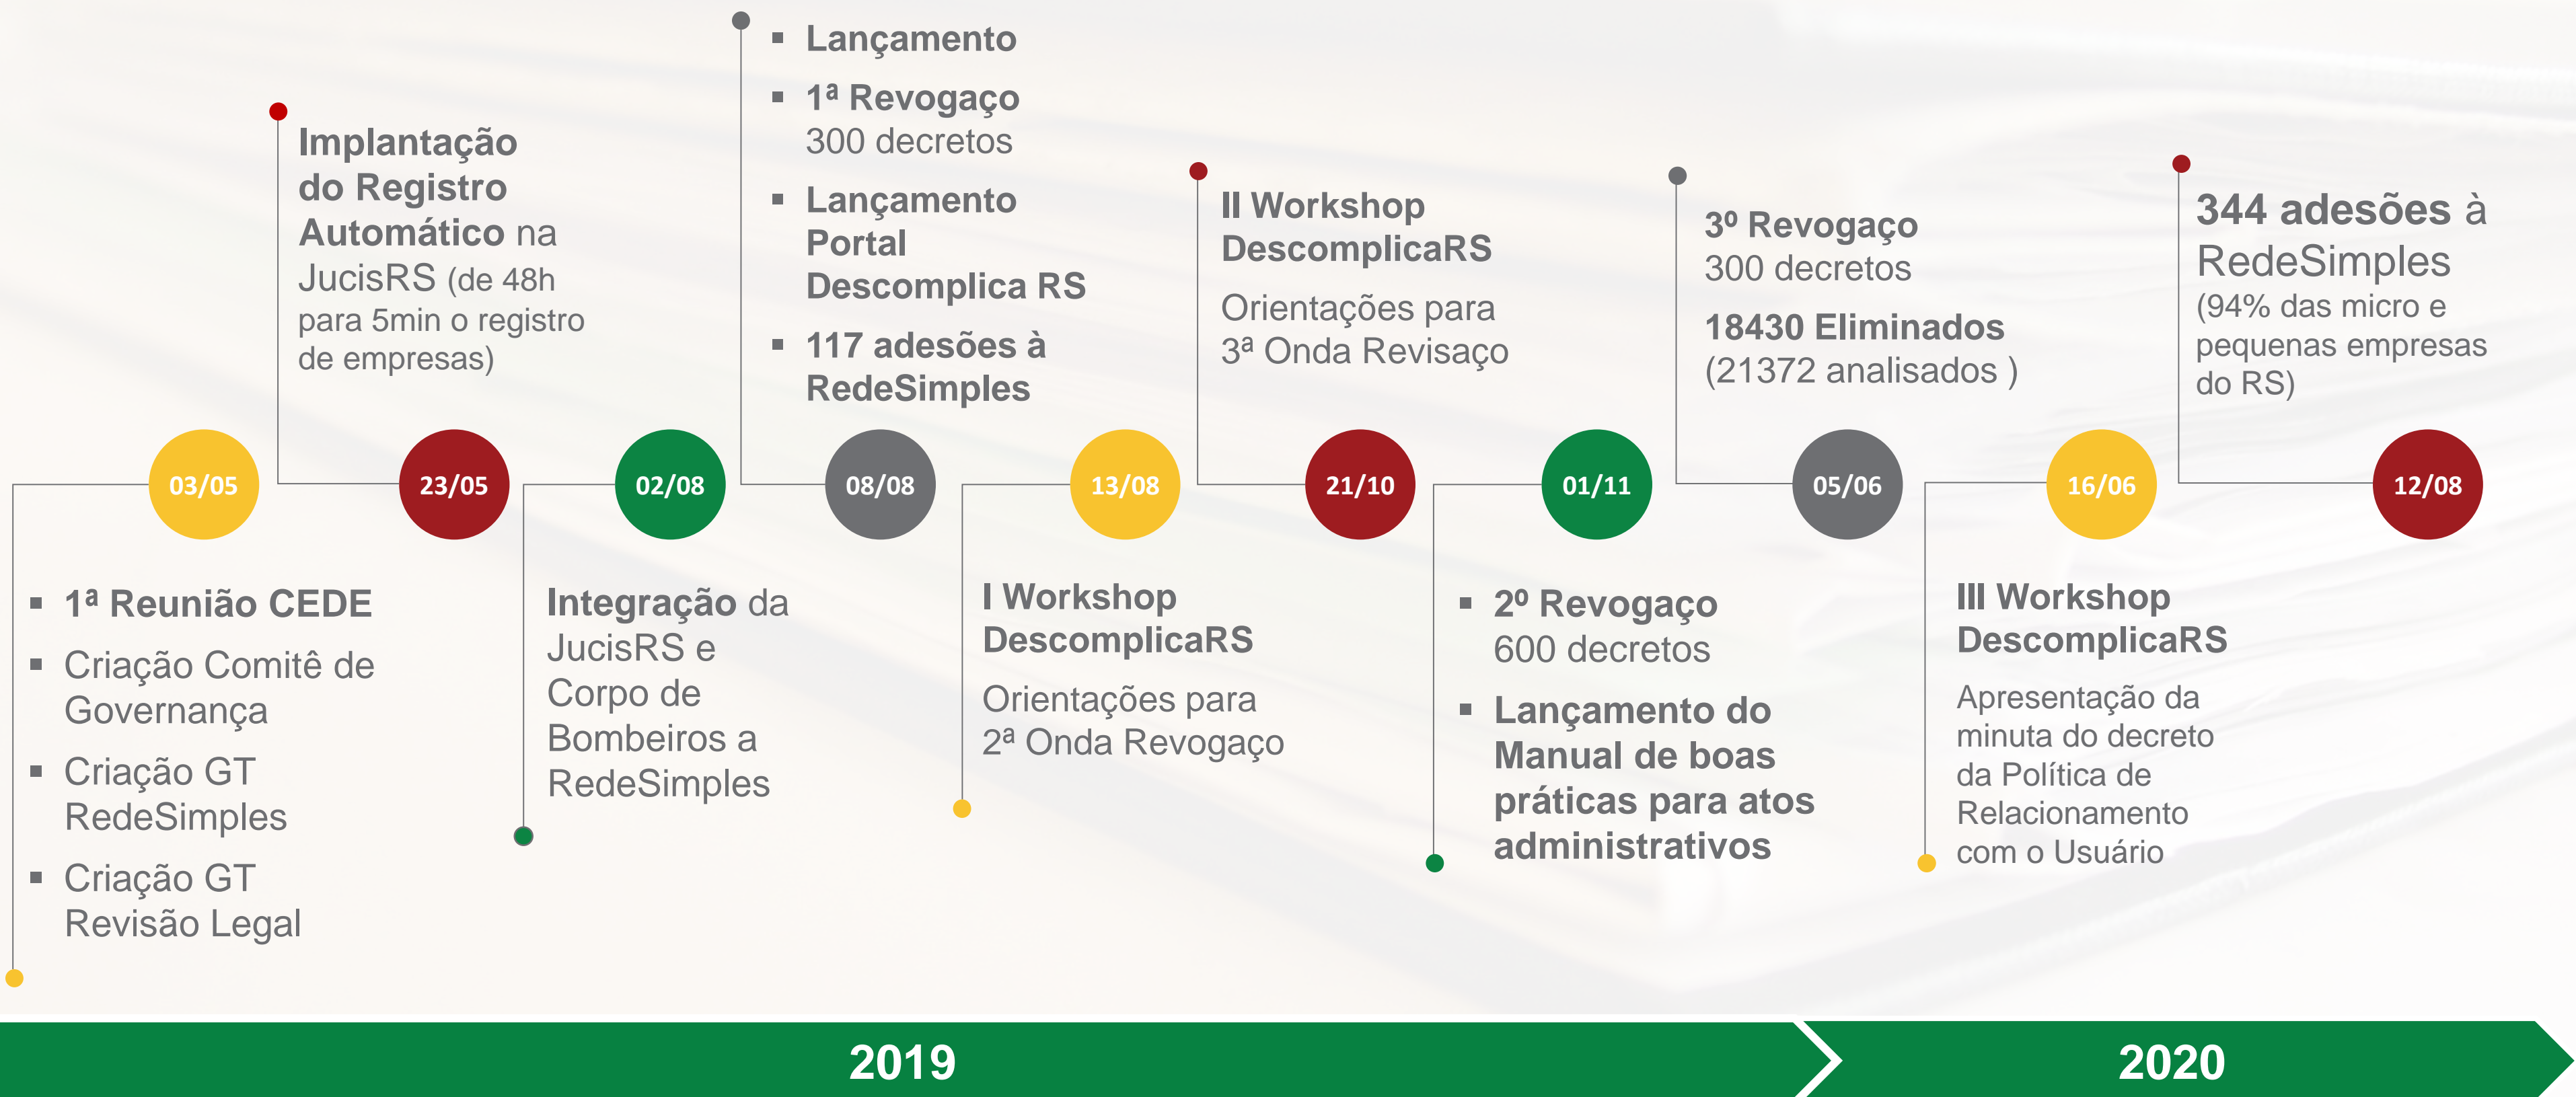 03/05
▪ 1ª Reunião CEDE
▪ Criação Comitê de
Governança
▪ Criação GT
RedeSimples
▪ Criação GT
Revisão Legal
Implantação
do Registro
Automático na
JucisRS (de 48h
para 5min o registro
de empresas)
23/05
02/08
Integração da
JucisRS e
Corpo de
Bombeiros a
RedeSimples
▪ Lançamento
▪ 1ª Revogaço
300 decretos
▪ Lançamento
Portal
Descomplica RS
▪ 117 adesões à
RedeSimples
08/08
13/08
I Workshop
DescomplicaRS
Orientações para
2ª Onda Revogaço
II Workshop
DescomplicaRS
Orientações para
3ª Onda Revisaço
21/10
01/11
▪ 2º Revogaço
600 decretos
▪ Lançamento do
Manual de boas
práticas para atos
administrativos
3º Revogaço
300 decretos
18430 Eliminados
(21372 analisados )
05/06
16/06
III Workshop
DescomplicaRS
Apresentação da
minuta do decreto
da Política de
Relacionamento
com o Usuário
344 adesões à
RedeSimples
(94% das micro e
pequenas empresas
do RS)
12/08
2019
2020